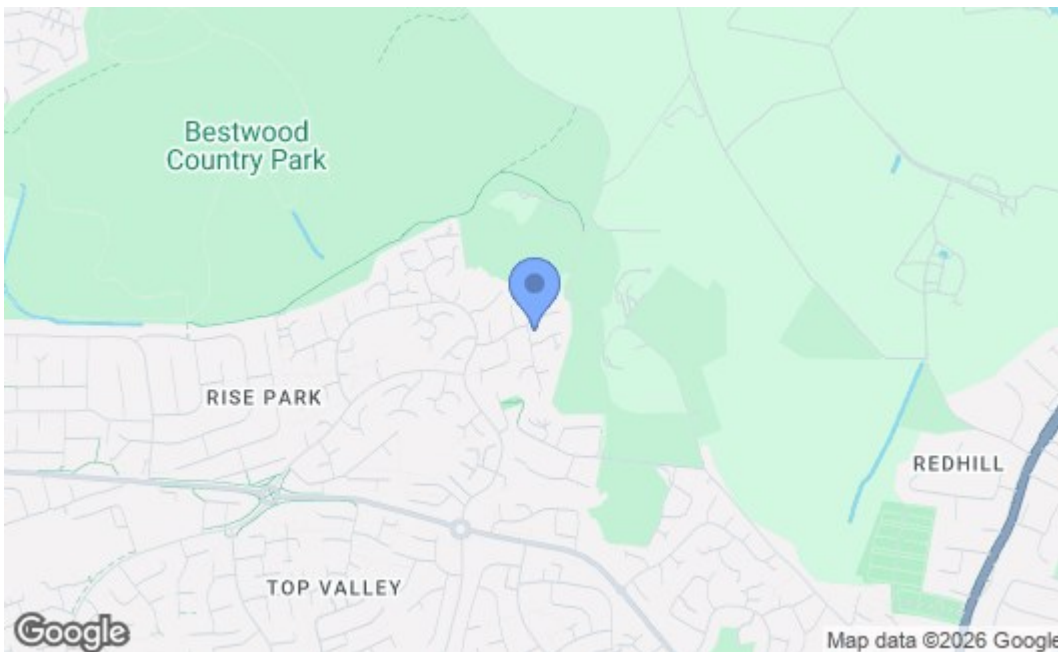 Bestwood
Country Park
RISE PARK
REDHILL
TOP VALLEY
Google
Map data ©2026 Google